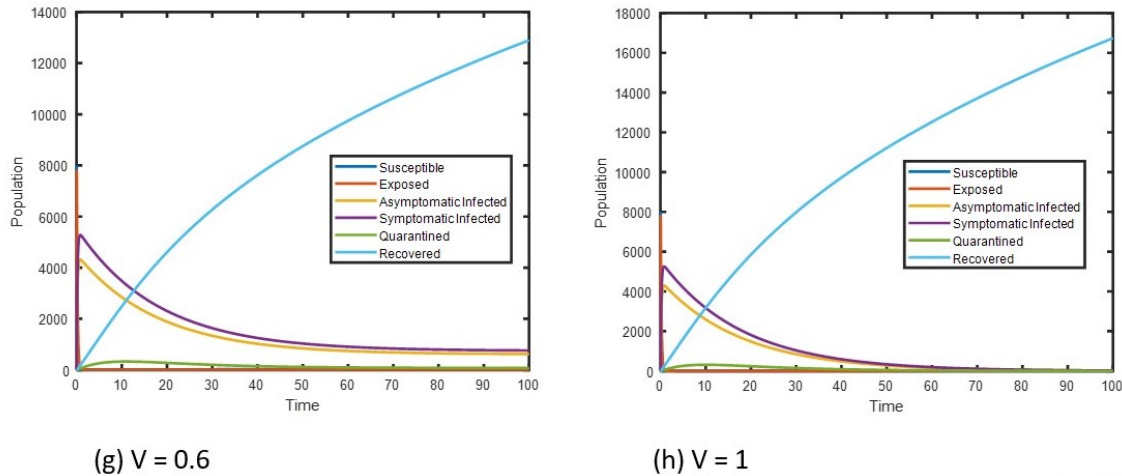 14000
12000
10000
8000
6000
4000
2000
0
Population
0 10 20 30 40 50 60 70 80 90 100
Time
Susceptible
Exposed
Asymptomatic Infected
Symptomatic Infected
Quarantined
Recovered
(g) V = 0.6
18000
16000
14000
12000
10000
8000
6000
4000
2000
0
Population
0 10 20 30 40 50 60 70 80 90 100
Time
Susceptible
Exposed
Asymptomatic Infected
Symptomatic Infected
Quarantined
Recovered
(h) V = 1